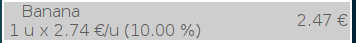 Banana 2.47 €
1 u x 2.74 €/u (10.00 %)